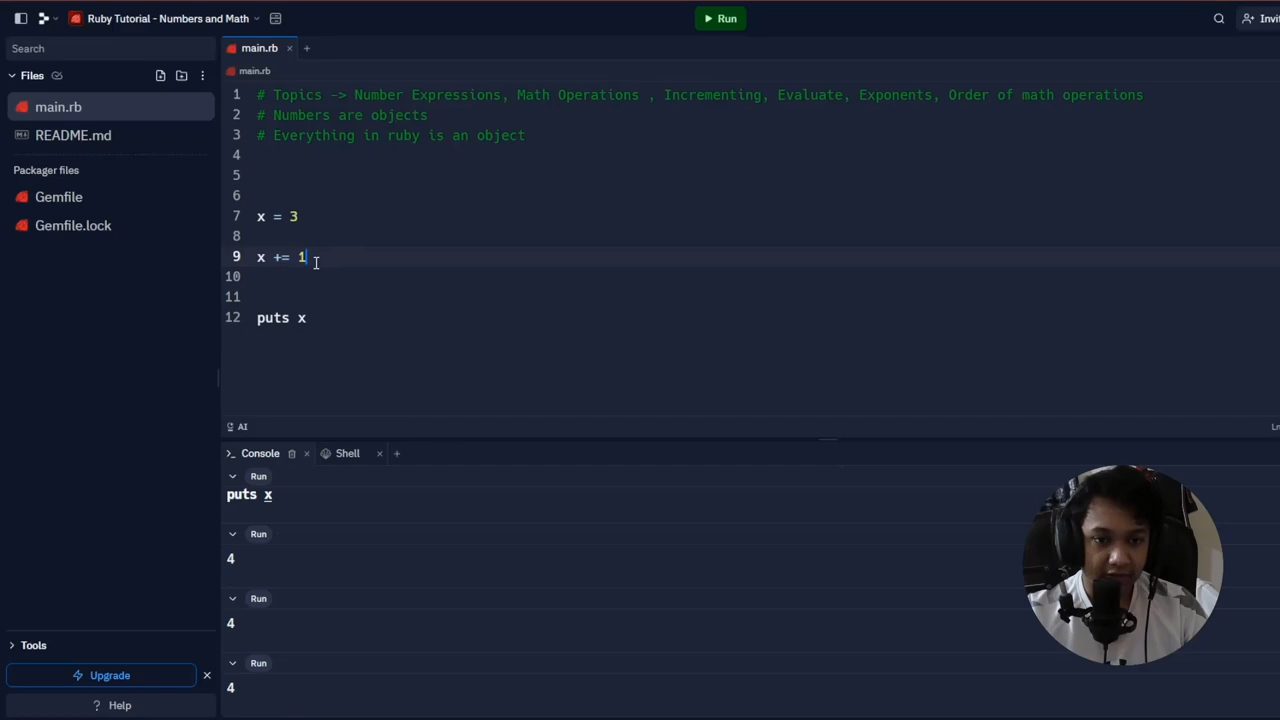 Ruby Tutorial - Numbers and Math
Run
Invi
Search
Files
main.rb
README.md
Packager files
Gemfile
Gemfile.lock
Tools
Upgrade
Help
main.rb
main.rb
1 # Topics -> Number Expressions, Math Operations , Incrementing, Evaluate, Exponents, Order of math operations
2 # Numbers are objects
3 # Everything in ruby is an object
4
5
6
7 x = 3
8
9 x += 1
10
11
12 puts x
AI
Ln
Console
Shell
Run
puts x
Run
4
Run
4
Run
4